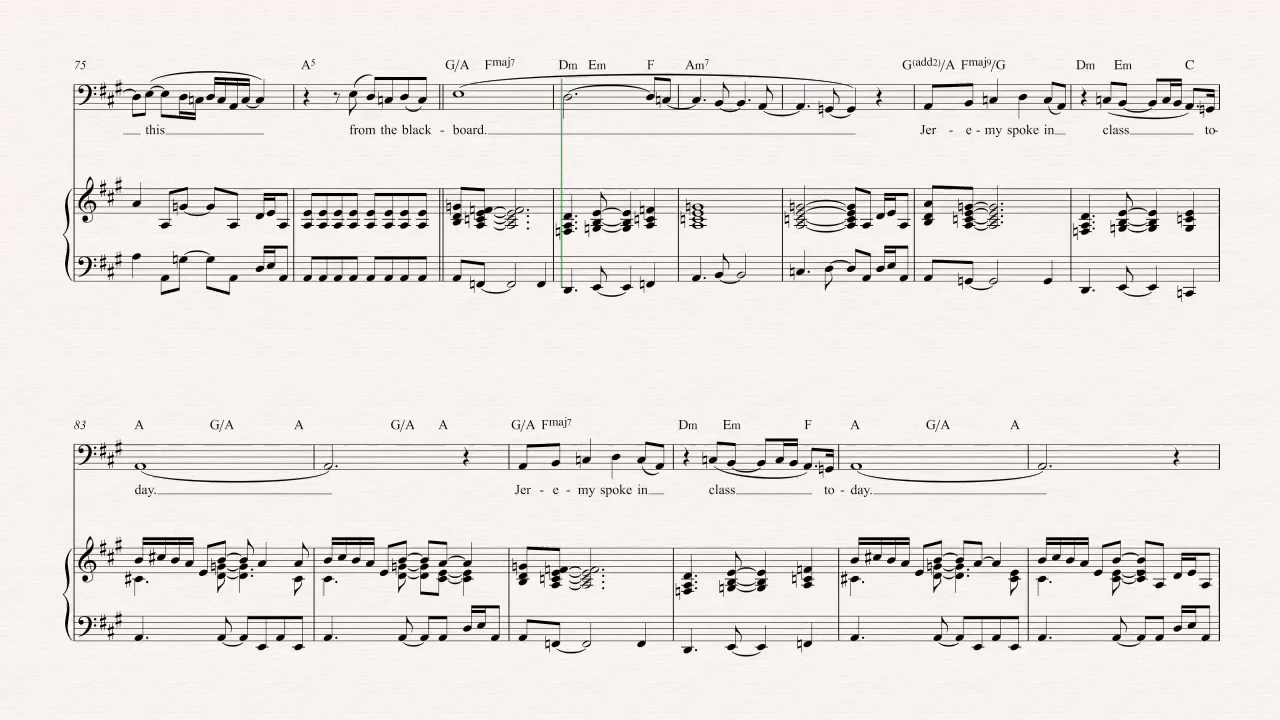 75 A5 G/A Fmaj7 Dm Em F Am7 G(add2)/A Fmaj9/G Dm Em C
this from the black - board. Jer - e - my spoke in class to-
83 A G/A A G/A A G/A Fmaj7 Dm Em F A G/A A
day. Jer - e - my spoke in class to - day.